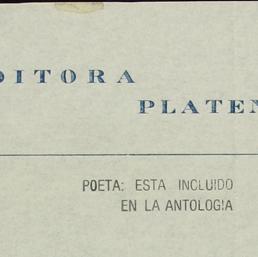 DITORA
PLATEN
POETA: ESTA INCLUIDO
EN LA ANTOLOGIA